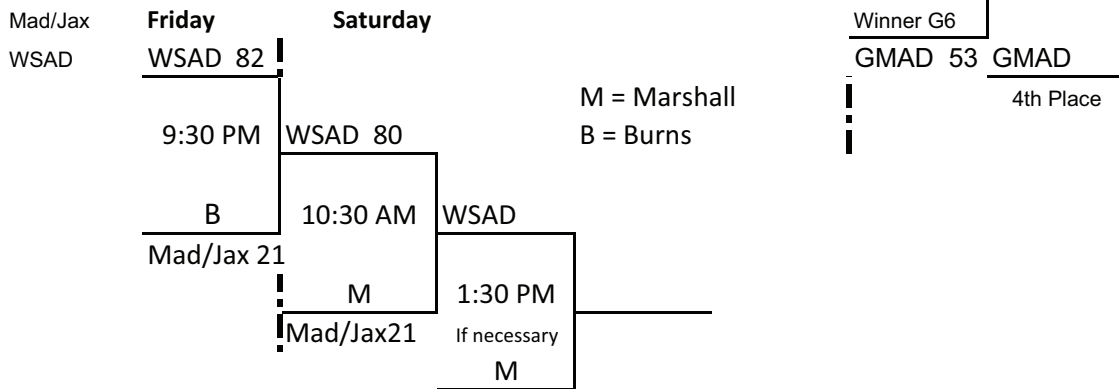 Mad/Jax Friday Saturday Winner G6
WSAD WSAD 82 GMAD 53 GMAD
M = Marshall 4th Place
9:30 PM WSAD 80 B = Burns
B 10:30 AM WSAD
Mad/Jax 21
M 1:30 PM
Mad/Jax21 If necessary
M